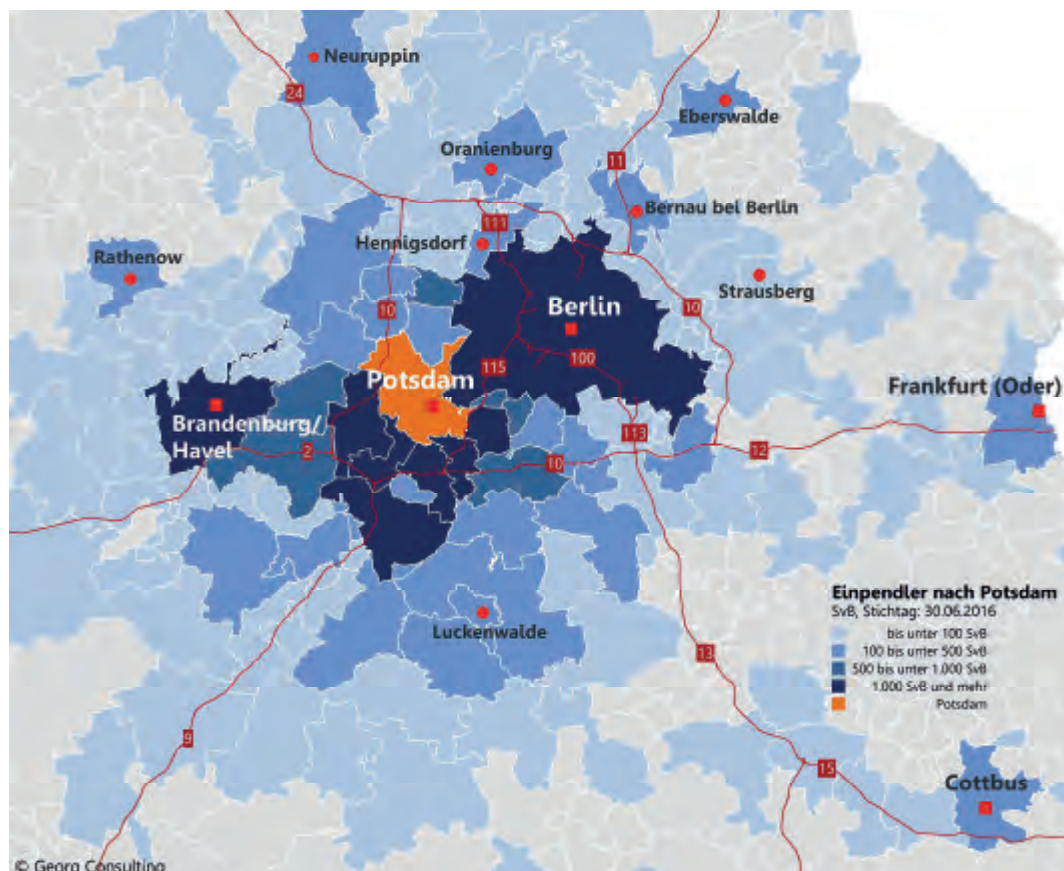 Neuruppin
24
Eberswalde
Oranienburg
11
Bernau bei Berlin
111
Hennigsdorf
Rathenow
Strausberg
10
Berlin
10
115
100
Potsdam
Frankfurt (Oder)
Brandenburg/
Havel
113
2
12
10
Einpendler nach Potsdam
SvB, Stichtag: 30.06.2016
bis unter 100 SvB
100 bis unter 500 SvB
500 bis unter 1.000 SvB
1.000 SvB und mehr
Potsdam
Luckenwalde
13
9
15
Cottbus
© Georg Consulting